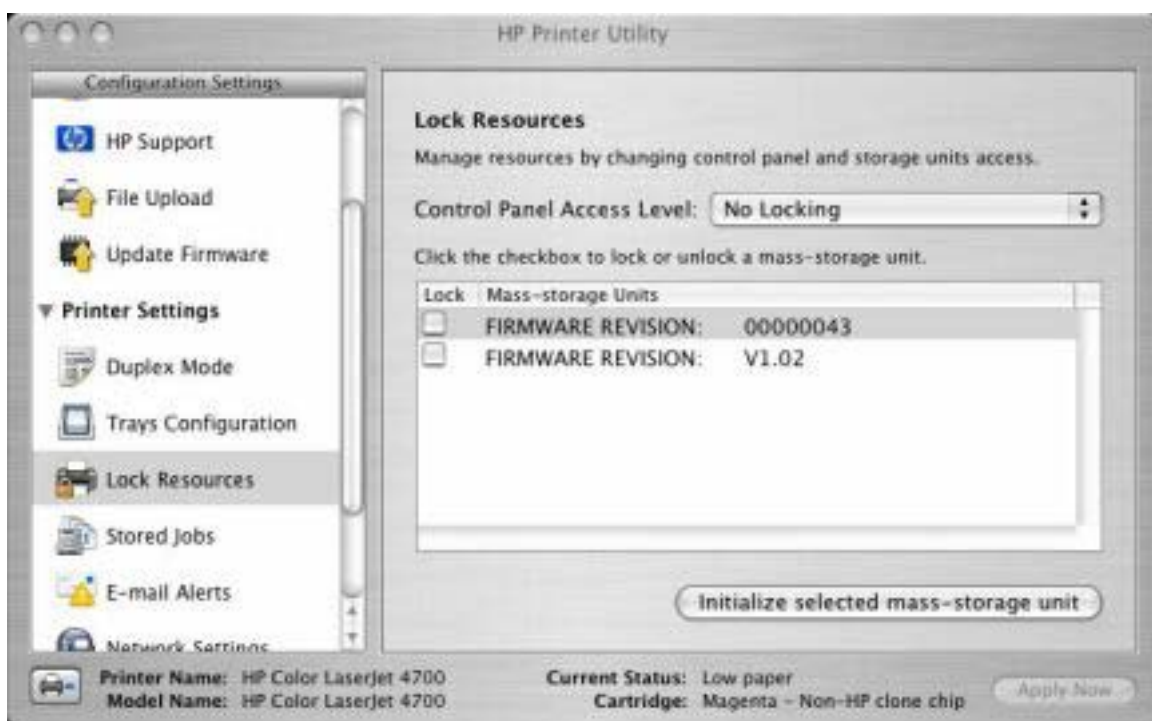 HP Printer Utility
Configuration Settings
HP Support
File Upload
Update Firmware
Printer Settings
Duplex Mode
Trays Configuration
Lock Resources
Stored Jobs
E-mail Alerts
Network Settings
Lock Resources
Manage resources by changing control panel and storage units access.
Control Panel Access Level: No Locking
Click the checkbox to lock or unlock a mass-storage unit.
Lock Mass-storage Units
FIRMWARE REVISION: 00000043
FIRMWARE REVISION: V1.02
Initialize selected mass-storage unit
Printer Name: HP Color LaserJet 4700
Model Name: HP Color LaserJet 4700
Current Status: Low paper
Cartridge: Magenta - Non-HP clone chip
Apply Now